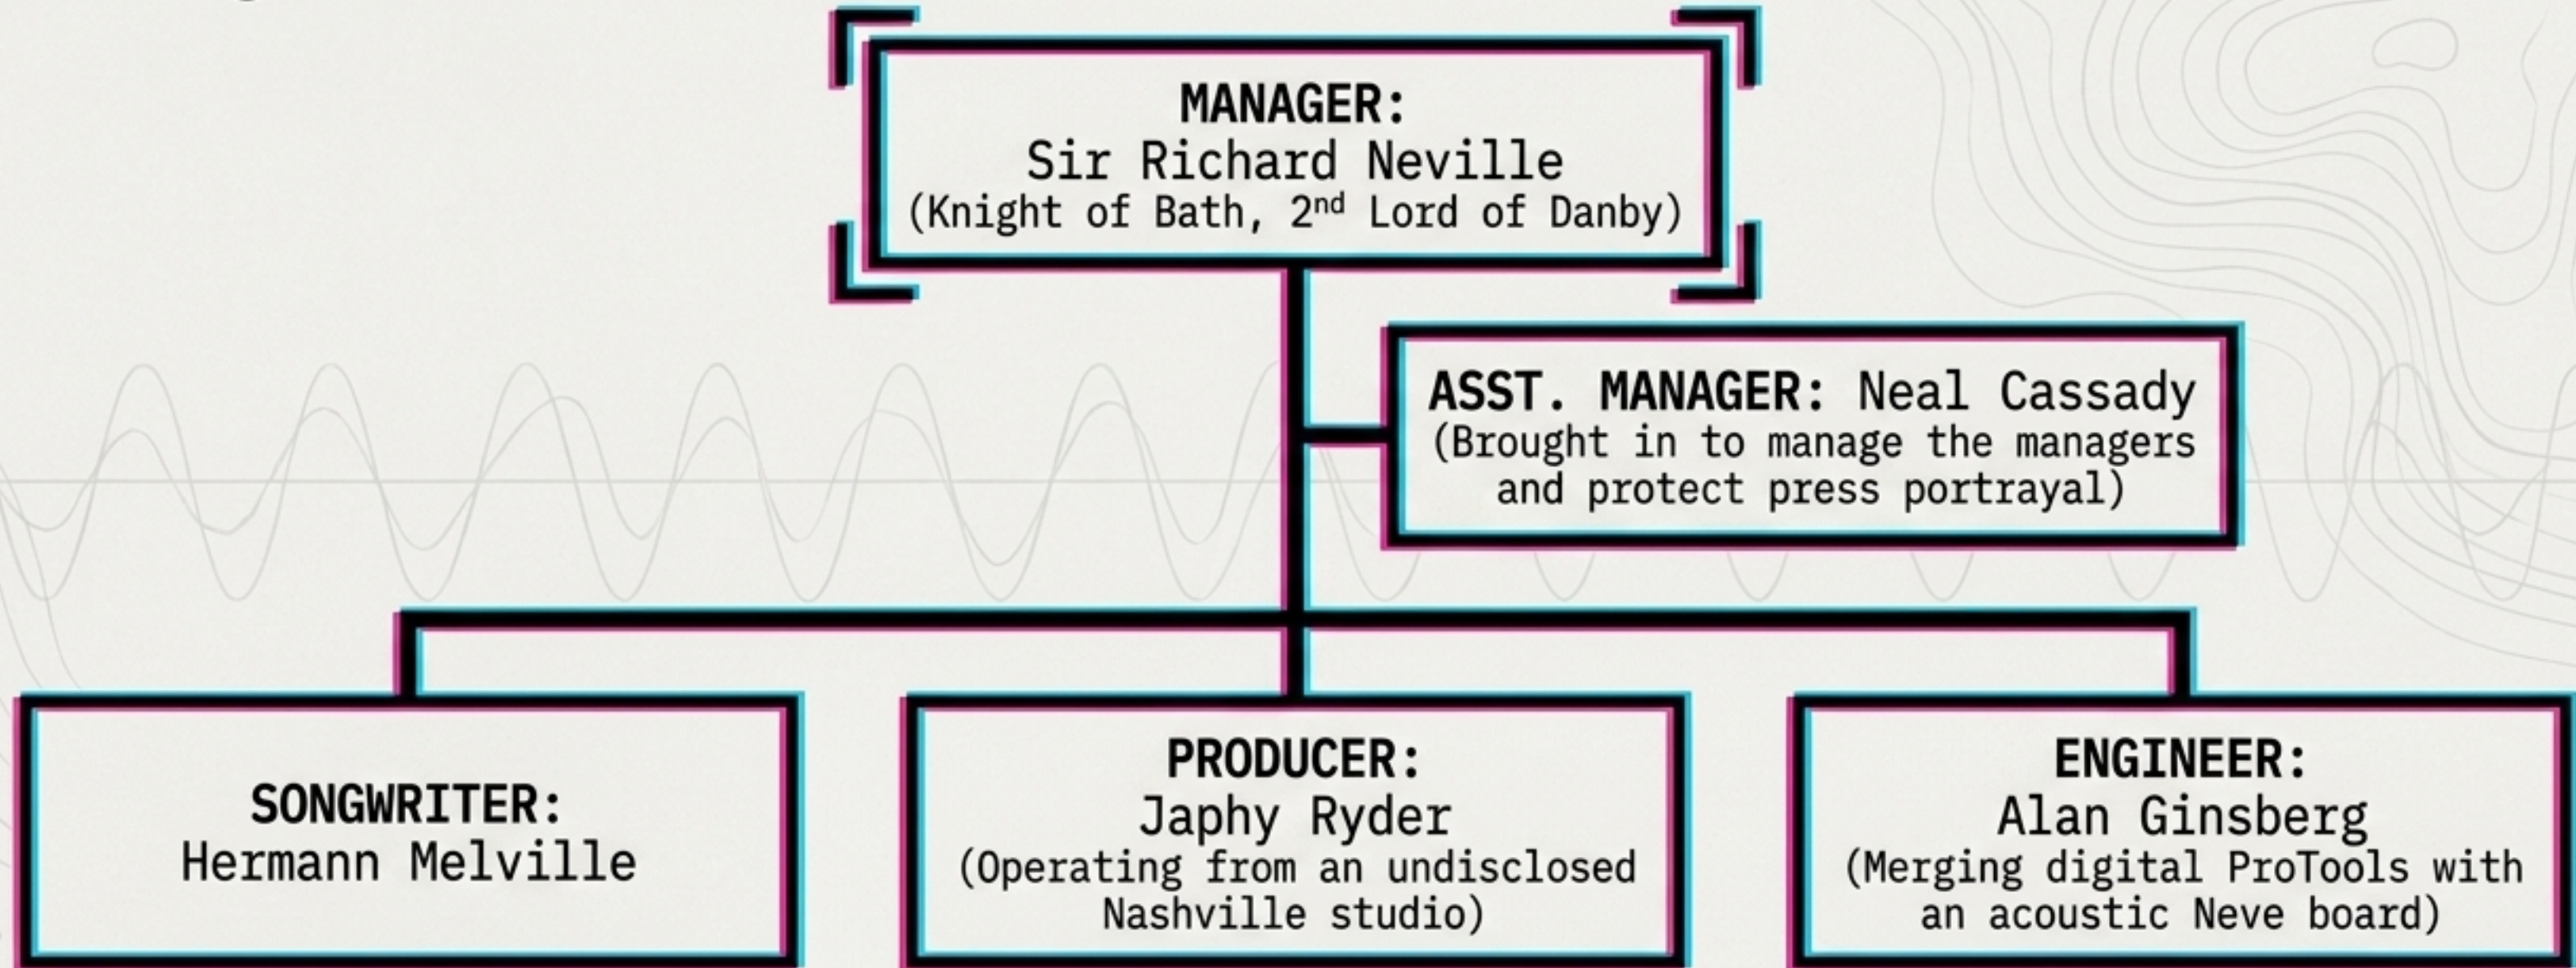 MANAGER:
Sir Richard Neville
(Knight of Bath, 2nd Lord of Danby)
ASST. MANAGER: Neal Cassady
(Brought in to manage the managers
and protect press portrayal)
SONGWRITER:
Hermann Melville
PRODUCER:
Japhy Ryder
(Operating from an undisclosed
Nashville studio)
ENGINEER:
Alan Ginsberg
(Merging digital ProTools with
an acoustic Neve board)